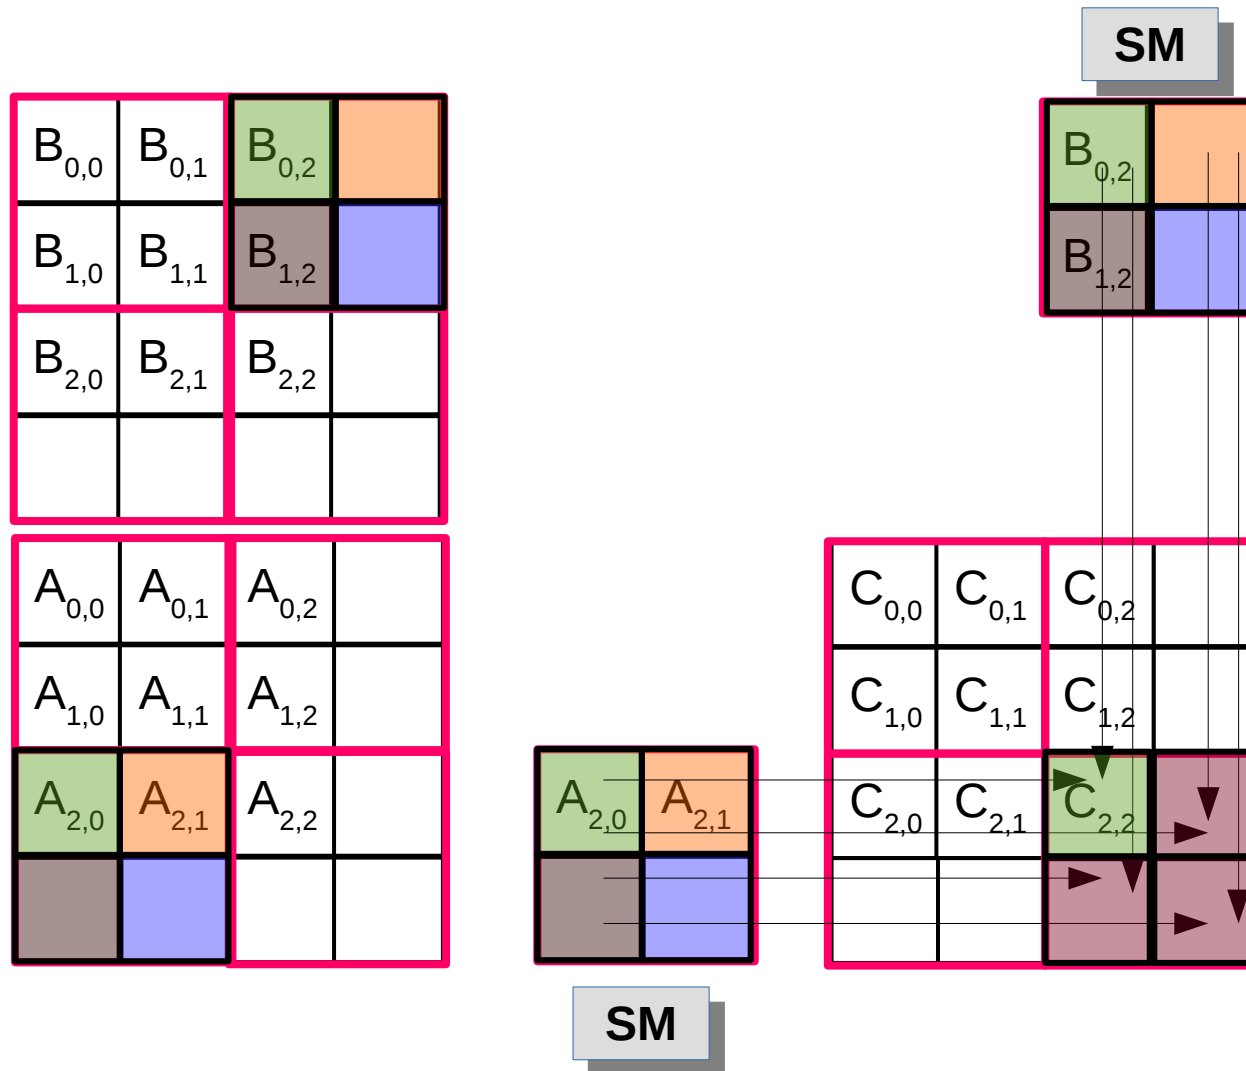 SM
B0,0 B0,1 B0,2
B1,0 B1,1 B1,2
B2,0 B2,1 B2,2
B0,2
B1,2
A0,0 A0,1 A0,2
A1,0 A1,1 A1,2
A2,0 A2,1 A2,2
A2,0 A2,1
C0,0 C0,1 C0,2
C1,0 C1,1 C1,2
C2,0 C2,1 C2,2
SM